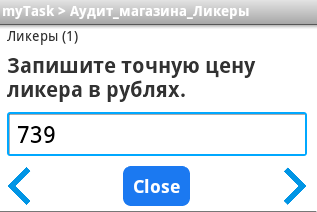 myTask > Аудит_магазина_Ликеры
Ликеры (1)
Запишите точную цену
ликера в рублях.
739
Close